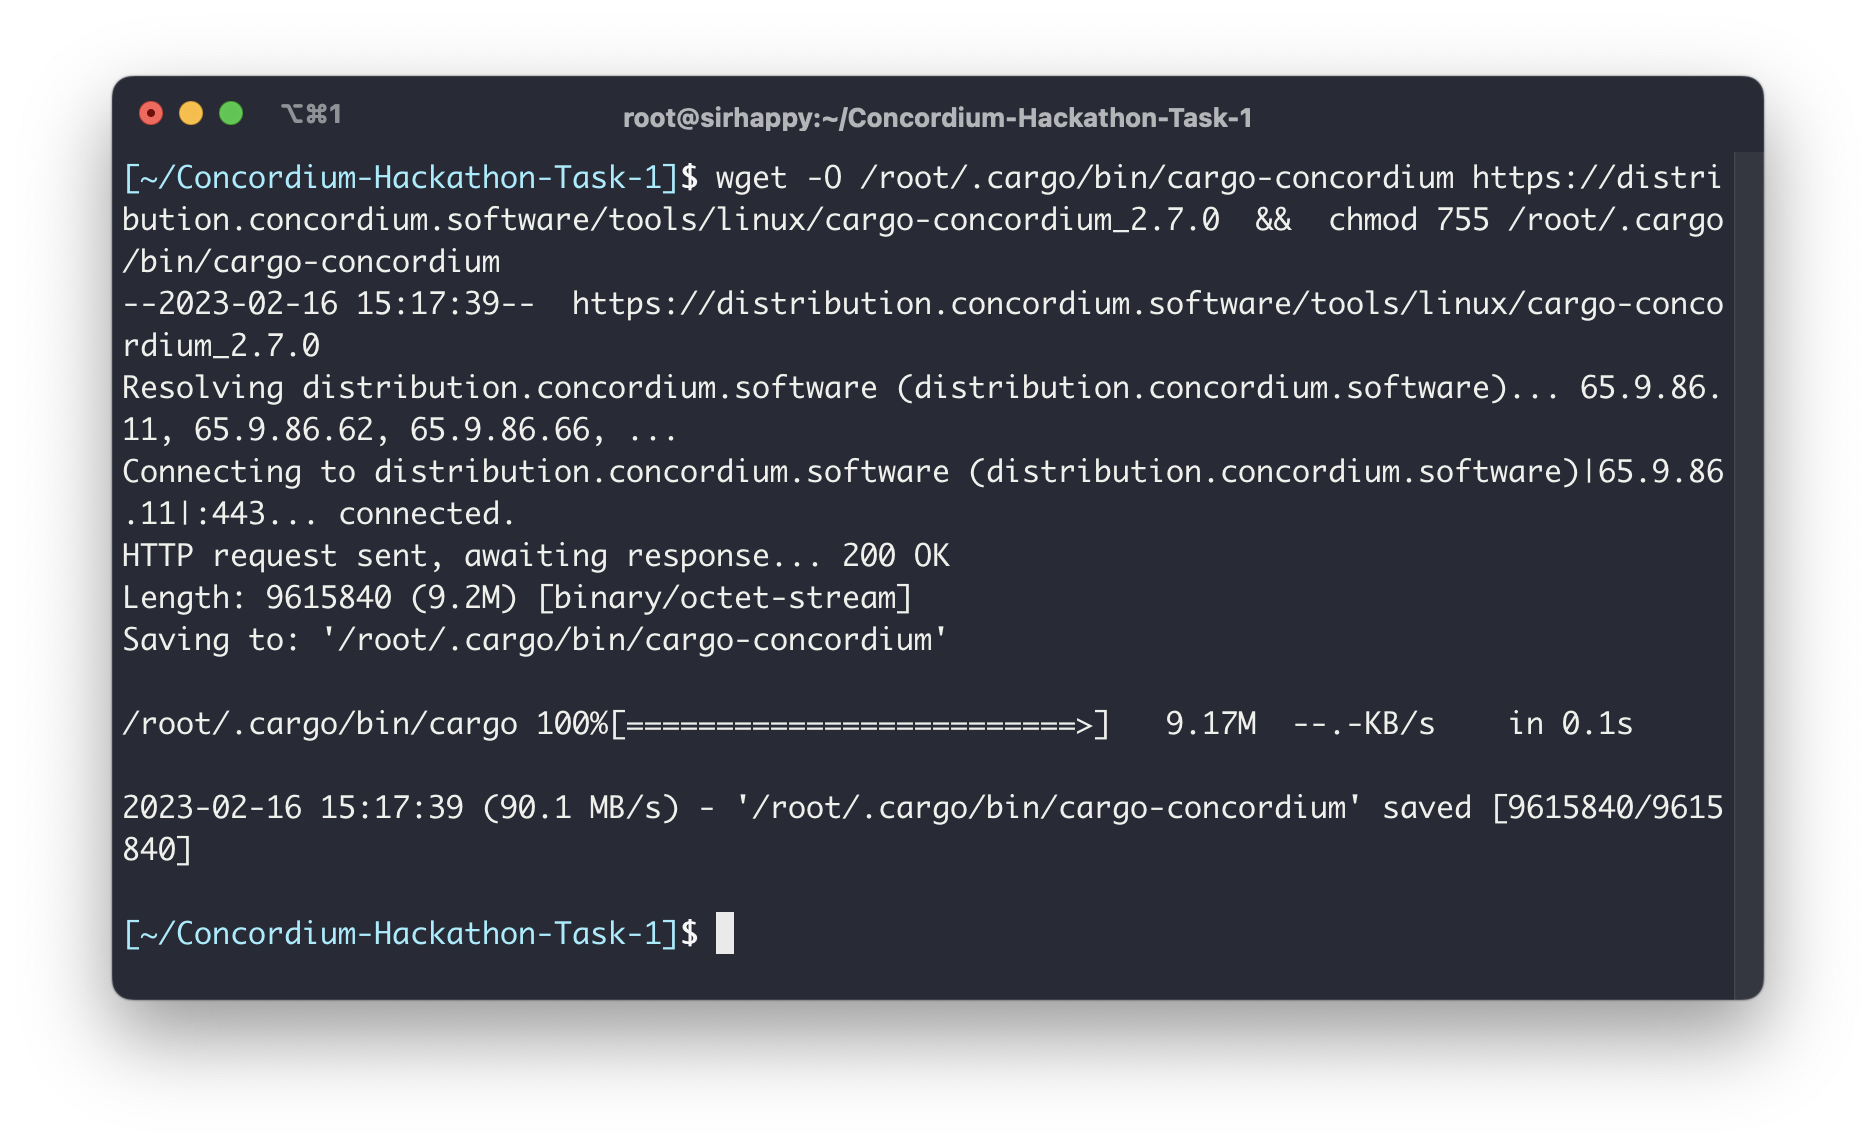 ⌥⌘1
root@sirhappy:~/Concordium-Hackathon-Task-1
[~/Concordium-Hackathon-Task-1]$ wget -O /root/.cargo/bin/cargo-concordium https://distri
bution.concordium.software/tools/linux/cargo-concordium_2.7.0  &&  chmod 755 /root/.cargo
/bin/cargo-concordium
--2023-02-16 15:17:39--  https://distribution.concordium.software/tools/linux/cargo-conco
rdium_2.7.0
Resolving distribution.concordium.software (distribution.concordium.software)... 65.9.86.
11, 65.9.86.62, 65.9.86.66, ...
Connecting to distribution.concordium.software (distribution.concordium.software)|65.9.86
.11|:443... connected.
HTTP request sent, awaiting response... 200 OK
Length: 9615840 (9.2M) [binary/octet-stream]
Saving to: '/root/.cargo/bin/cargo-concordium'
/root/.cargo/bin/cargo 100%[=========================>]   9.17M  --.-KB/s    in 0.1s
2023-02-16 15:17:39 (90.1 MB/s) - '/root/.cargo/bin/cargo-concordium' saved [9615840/9615
840]
[~/Concordium-Hackathon-Task-1]$